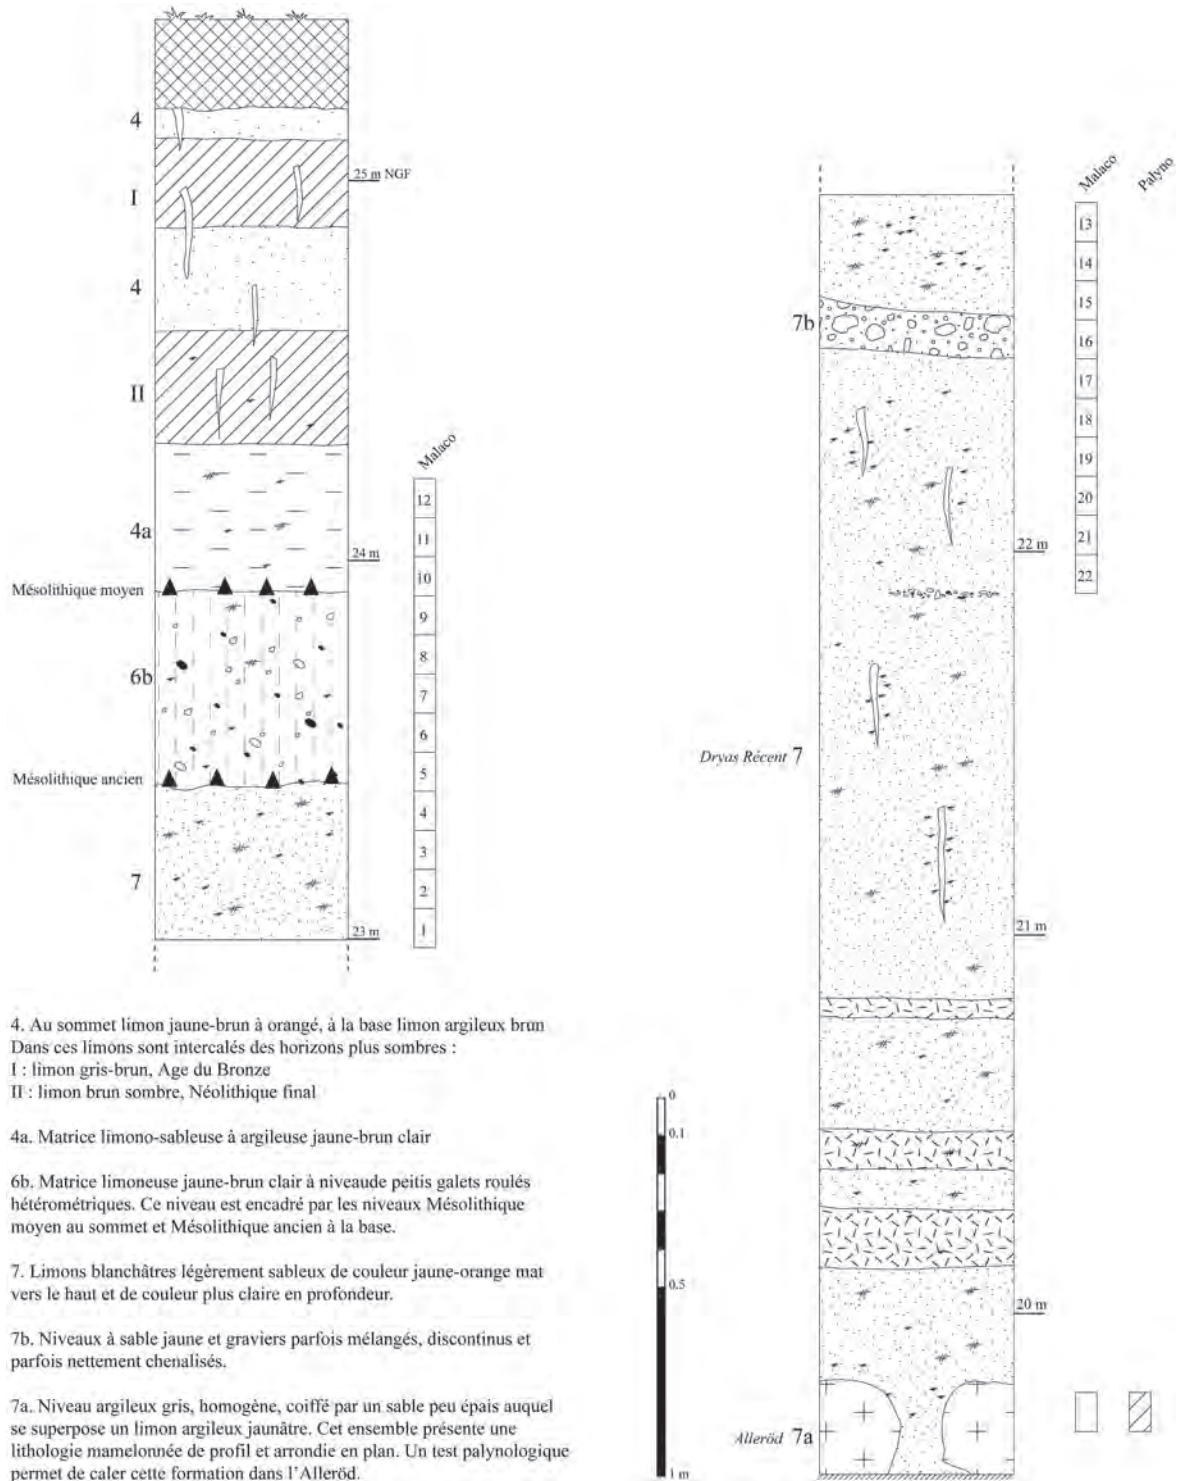 4
I
25 m NGF
4
II
Malaco
12
4a
11
24 m
10
Mésolithique moyen
9
8
6b
7
6
Mésolithique ancien
5
4
3
7
2
1
23 m
4. Au sommet limon jaune-brun à orangé, à la base limon argileux brun
Dans ces limons sont intercalés des horizons plus sombres :
I : limon gris-brun, Age du Bronze
II : limon brun sombre, Néolithique final
4a. Matrice limono-sableuse à argileuse jaune-brun clair
6b. Matrice limoneuse jaune-brun clair à niveaude peitis galets roulés
hétérométriques. Ce niveau est encadré par les niveaux Mésolithique
moyen au sommet et Mésolithique ancien à la base.
7. Limons blanchâtres légèrement sableux de couleur jaune-orange mat
vers le haut et de couleur plus claire en profondeur.
7b. Niveaux à sable jaune et graviers parfois mélangés, discontinus et
parfois nettement chenalisés.
7a. Niveau argileux gris, homogène, coiffé par un sable peu épais auquel
se superpose un limon argileux jaunâtre. Cet ensemble présente une
lithologie mamelonnée de profil et arrondie en plan. Un test palynologique
permet de caler cette formation dans l'Alleröd.
0
0.1
0.5
1 m
Malaco
Palyno
13
14
15
7b
16
17
18
19
20
21
22 m
22
Dryas Récent 7
21 m
20 m
Alleröd 7a